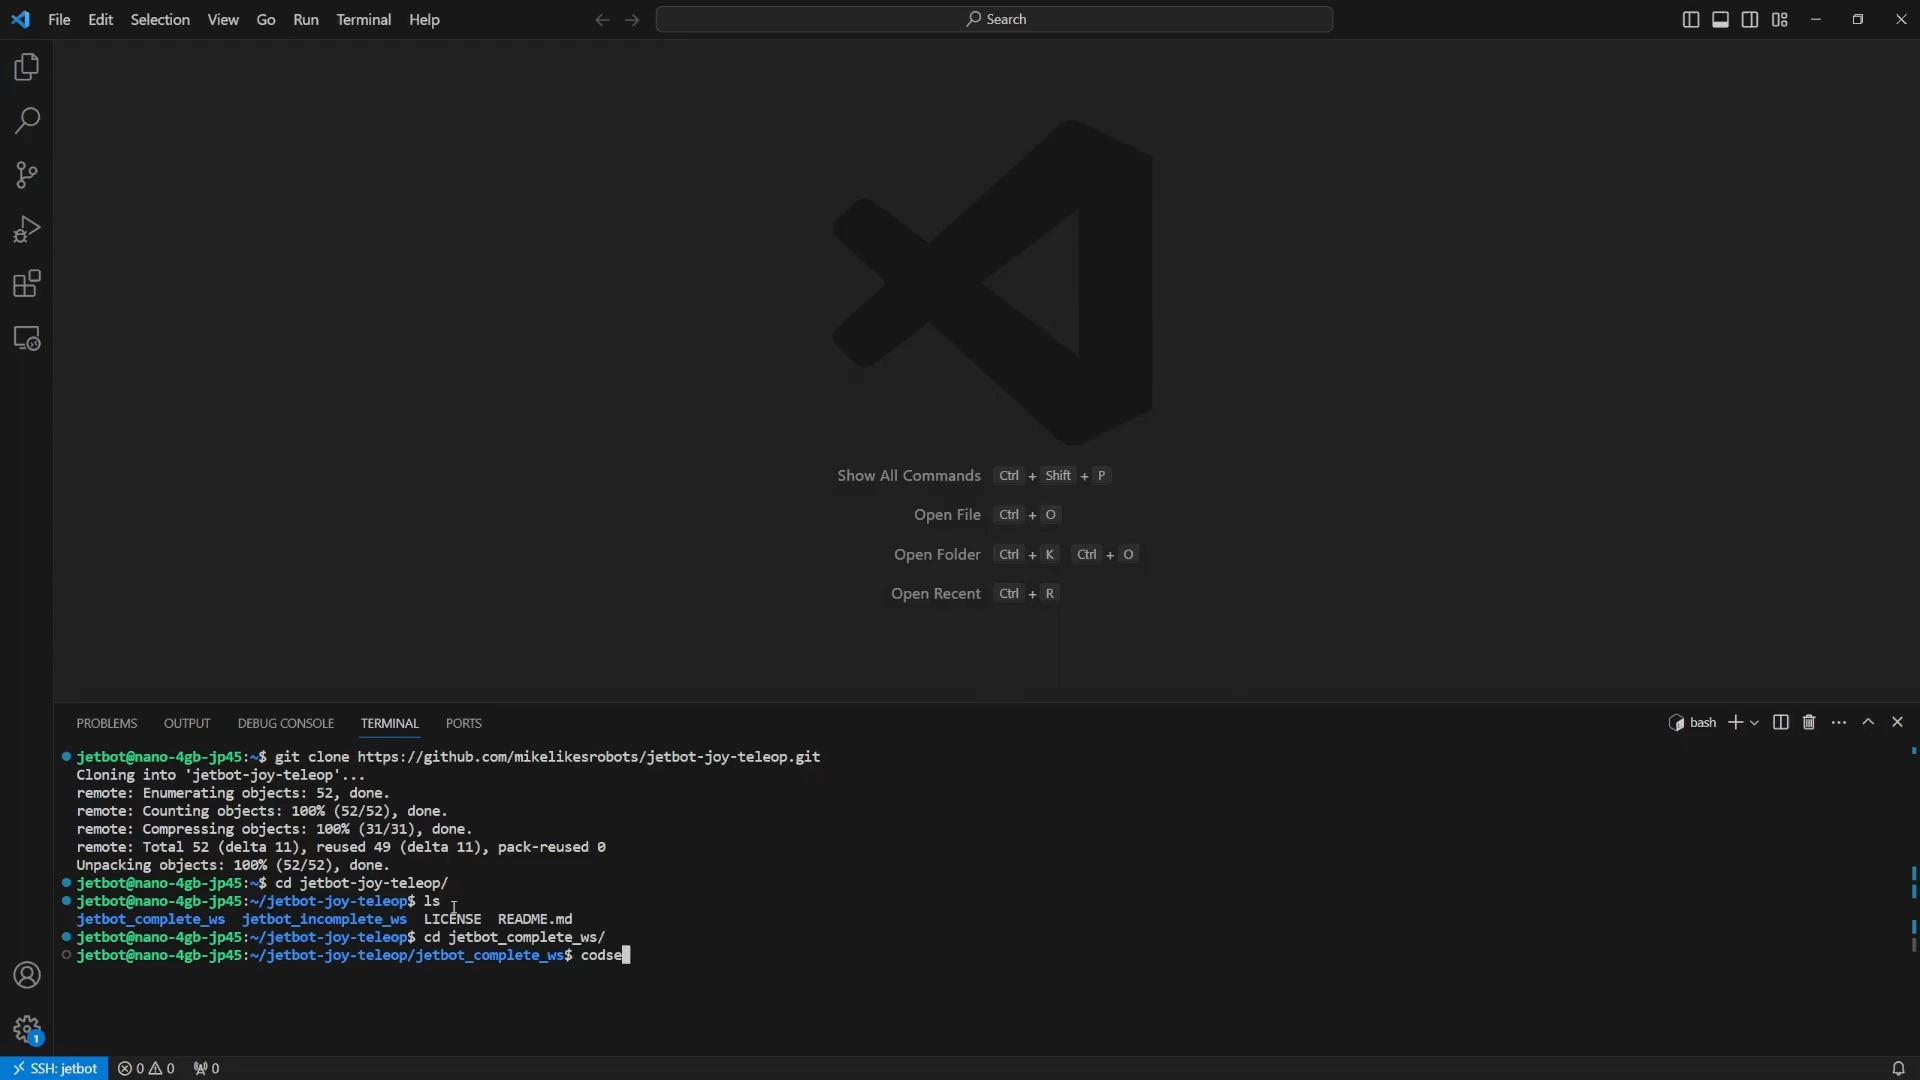 File Edit Selection View Go Run Terminal Help Search
Show All Commands Ctrl + Shift + P
Open File Ctrl + O
Open Folder Ctrl + K Ctrl + O
Open Recent Ctrl + R
PROBLEMS OUTPUT DEBUG CONSOLE TERMINAL PORTS bash
jetbot@nano-4gb-jp45:~$ git clone https://github.com/mikelikesrobots/jetbot-joy-teleop.git
Cloning into 'jetbot-joy-teleop'...
remote: Enumerating objects: 52, done.
remote: Counting objects: 100% (52/52), done.
remote: Compressing objects: 100% (31/31), done.
remote: Total 52 (delta 11), reused 49 (delta 11), pack-reused 0
Unpacking objects: 100% (52/52), done.
jetbot@nano-4gb-jp45:~$ cd jetbot-joy-teleop/
jetbot@nano-4gb-jp45:~/jetbot-joy-teleop$ ls
jetbot_complete_ws jetbot_incomplete_ws LICENSE README.md
jetbot@nano-4gb-jp45:~/jetbot-joy-teleop$ cd jetbot_complete_ws/
jetbot@nano-4gb-jp45:~/jetbot-joy-teleop/jetbot_complete_ws$ codse
1
SSH: jetbot 0 0 0